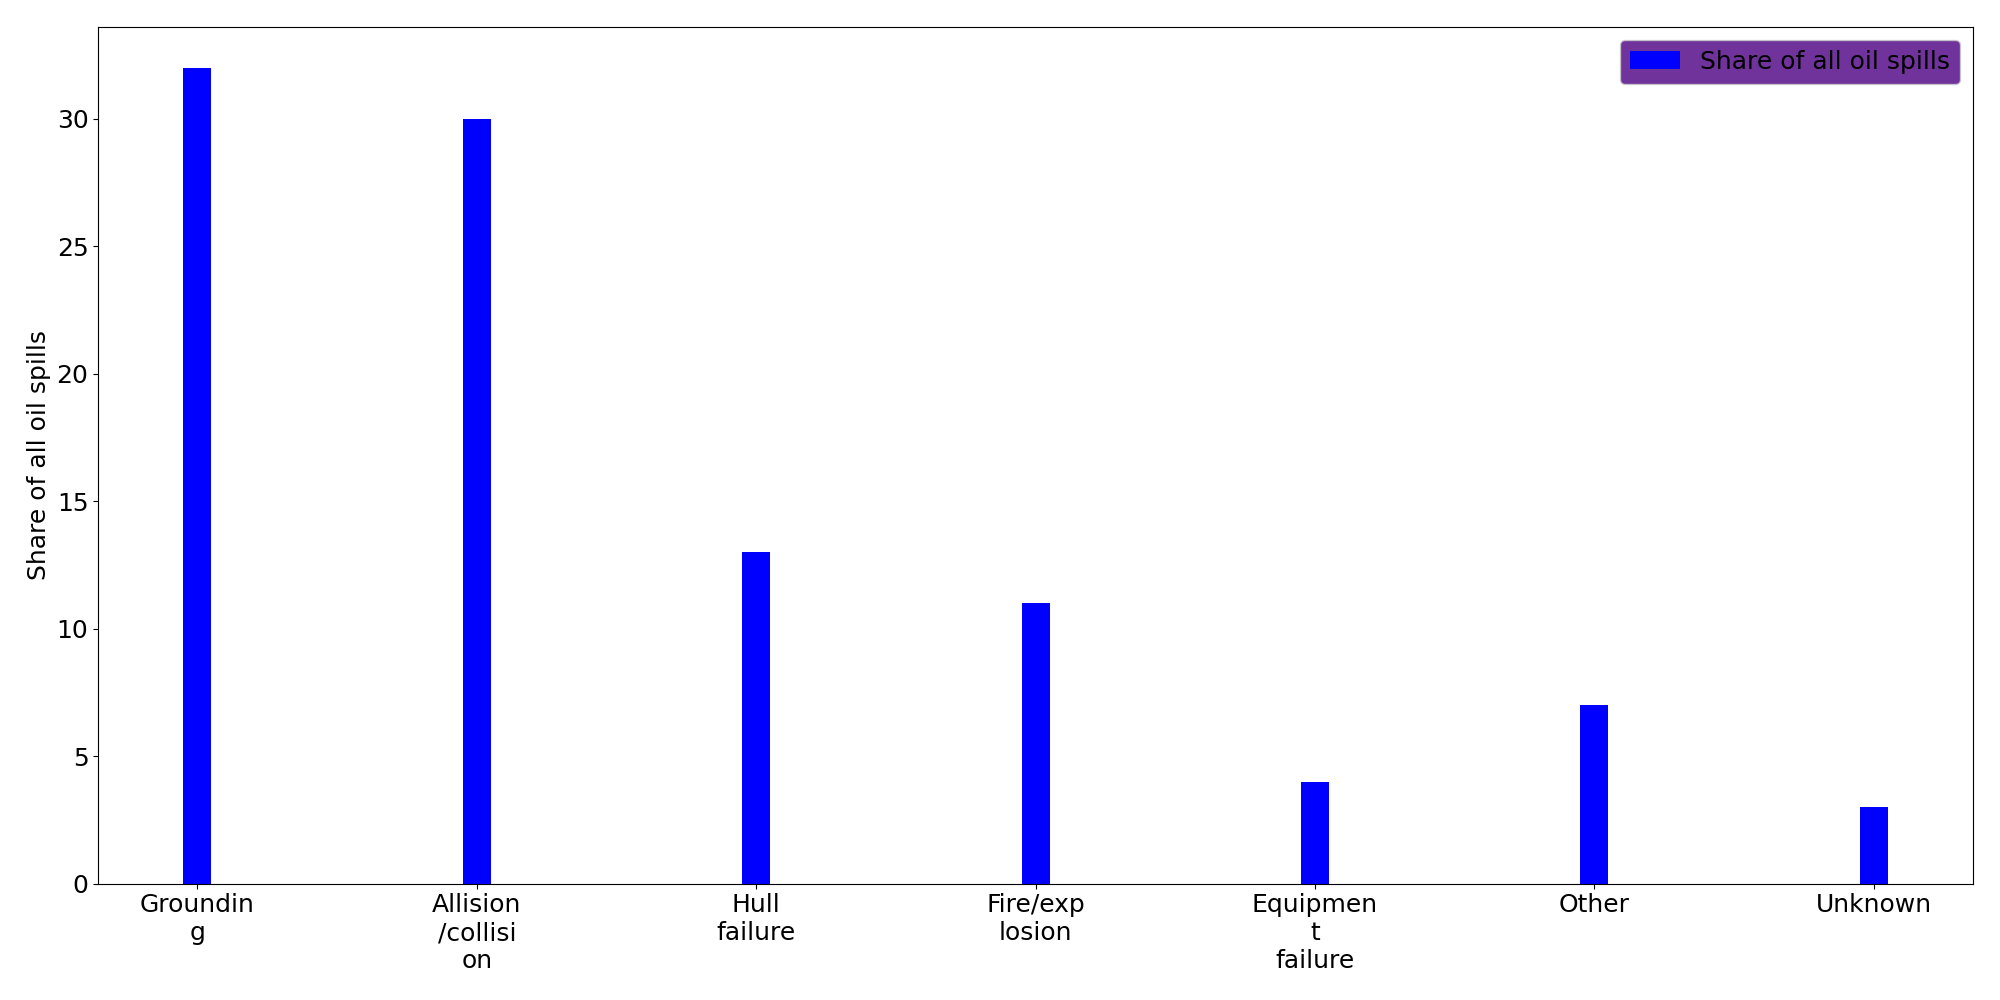 Share of all oil spills
Share of all oil spills
30
25
20
15
10
5
0
Groundin
g
Allision
/collisi
on
Hull
failure
Fire/exp
losion
Equipmen
t
failure
Other
Unknown